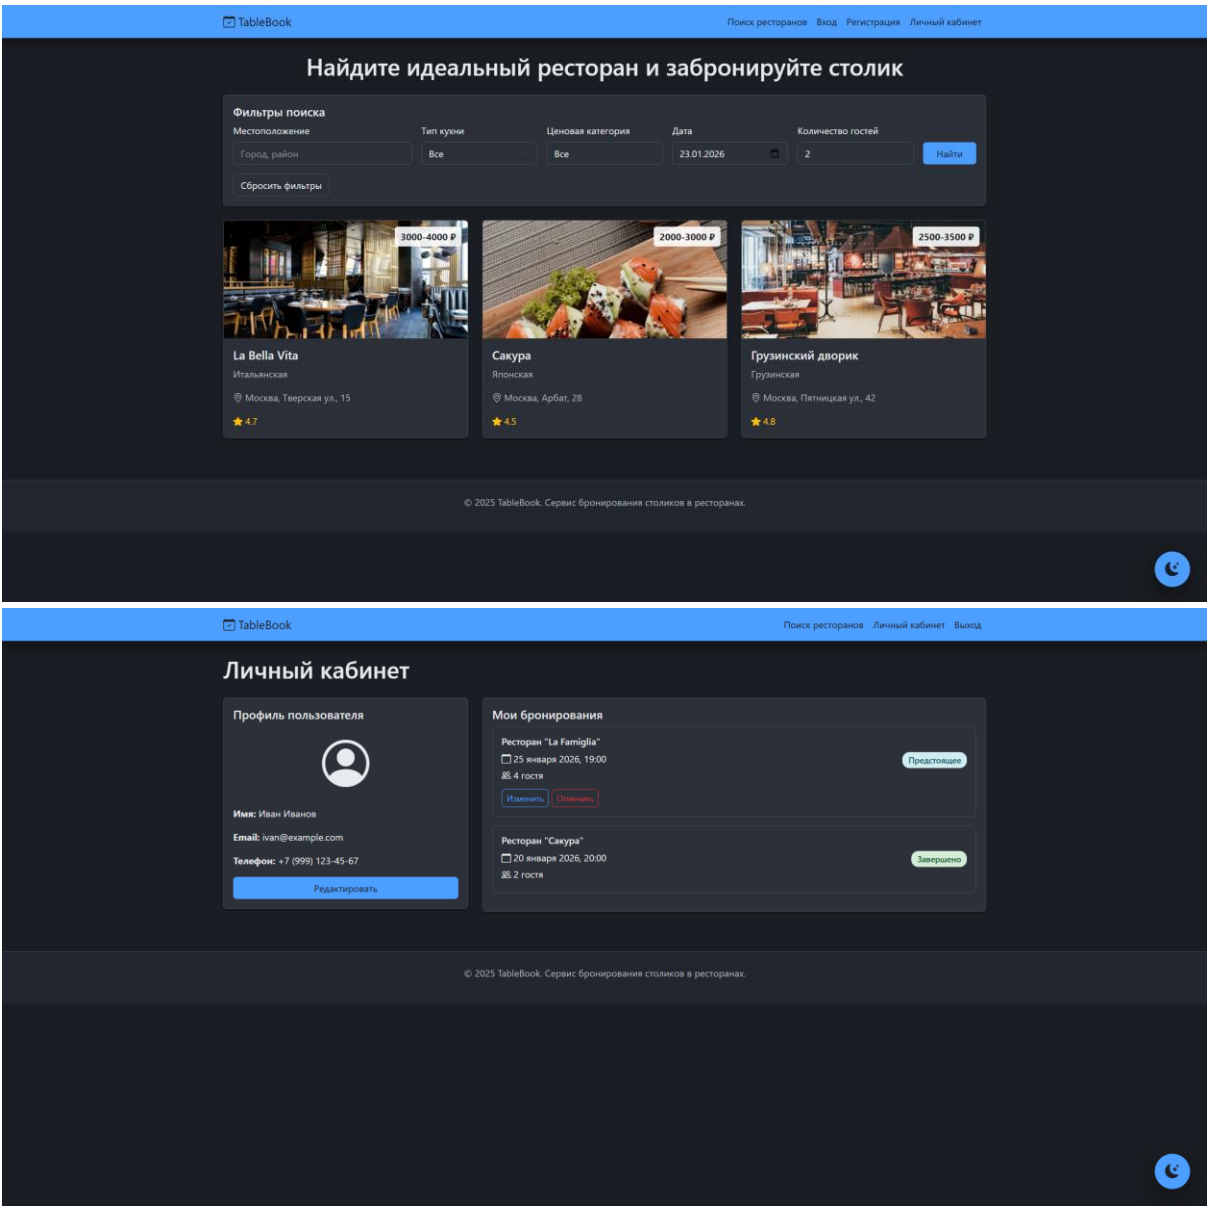 TableBook
Поиск ресторанов Вход Регистрация Личный кабинет
Найдите идеальный ресторан и забронируйте столик
Фильтры поиска
Местоположение Тип кухни Ценовая категория Дата Количество гостей
Город, район Все Все 23.01.2026 2 Найти
Сбросить фильтры
3000-4000 ₽ 2000-3000 ₽ 2500-3500 ₽
La Bella Vita Сакура Грузинский дворик
Итальянская Японская Грузинская
Москва, Тверская ул., 15 Москва, Арбат, 28 Москва, Пятницкая ул., 42
4.7 4.5 4.8
© 2025 TableBook. Сервис бронирования столиков в ресторанах.
TableBook
Поиск ресторанов Личный кабинет Выход
Личный кабинет
Профиль пользователя
Имя: Иван Иванов
Email: ivan@example.com
Телефон: +7 (999) 123-45-67
Редактировать
Мои бронирования
Ресторан "La Famiglia"
25 января 2026, 19:00
Предстоящее
4 гостя
Изменить Отменить
Ресторан "Сакура"
20 января 2026, 20:00
Завершено
2 гостя
© 2025 TableBook. Сервис бронирования столиков в ресторанах.